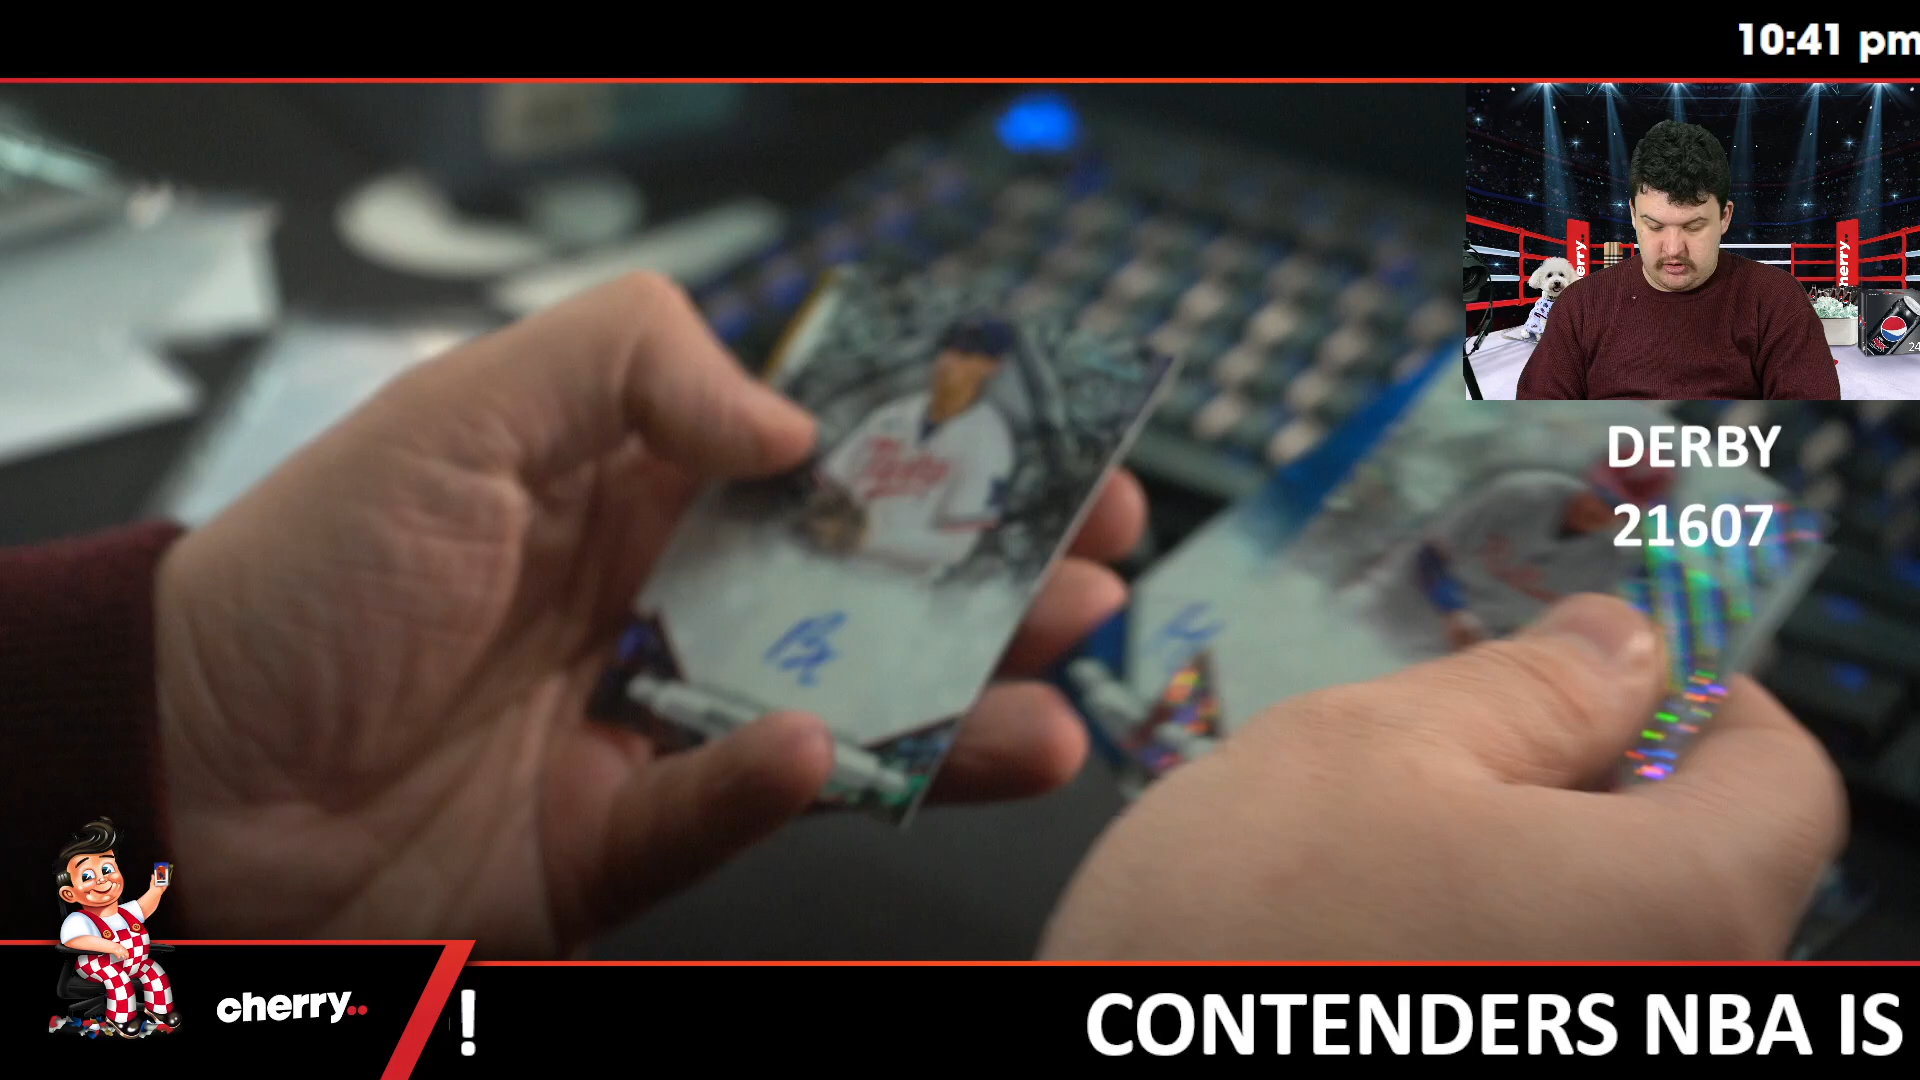 10:41 pm
DERBY
21607
cherry..
! CONTENDERS NBA IS